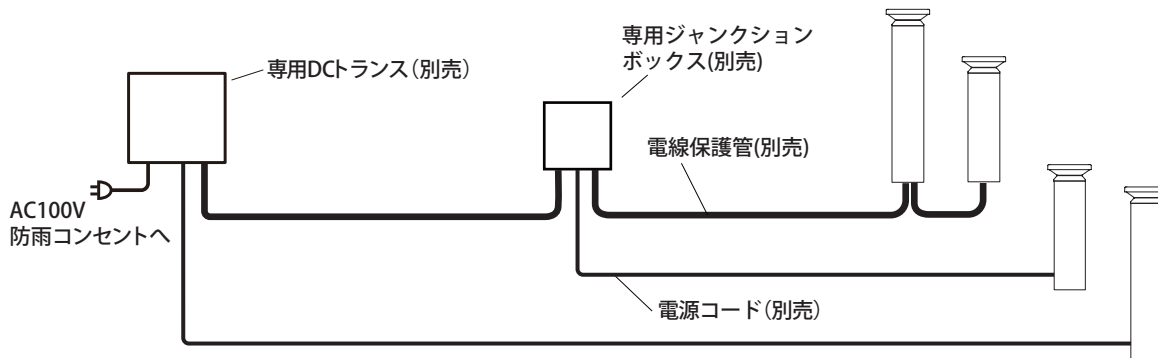 専用DCトランス（別売）
専用ジャンクション
ボックス(別売)
電線保護管(別売)
AC100V
防雨コンセントへ
電源コード（別売）